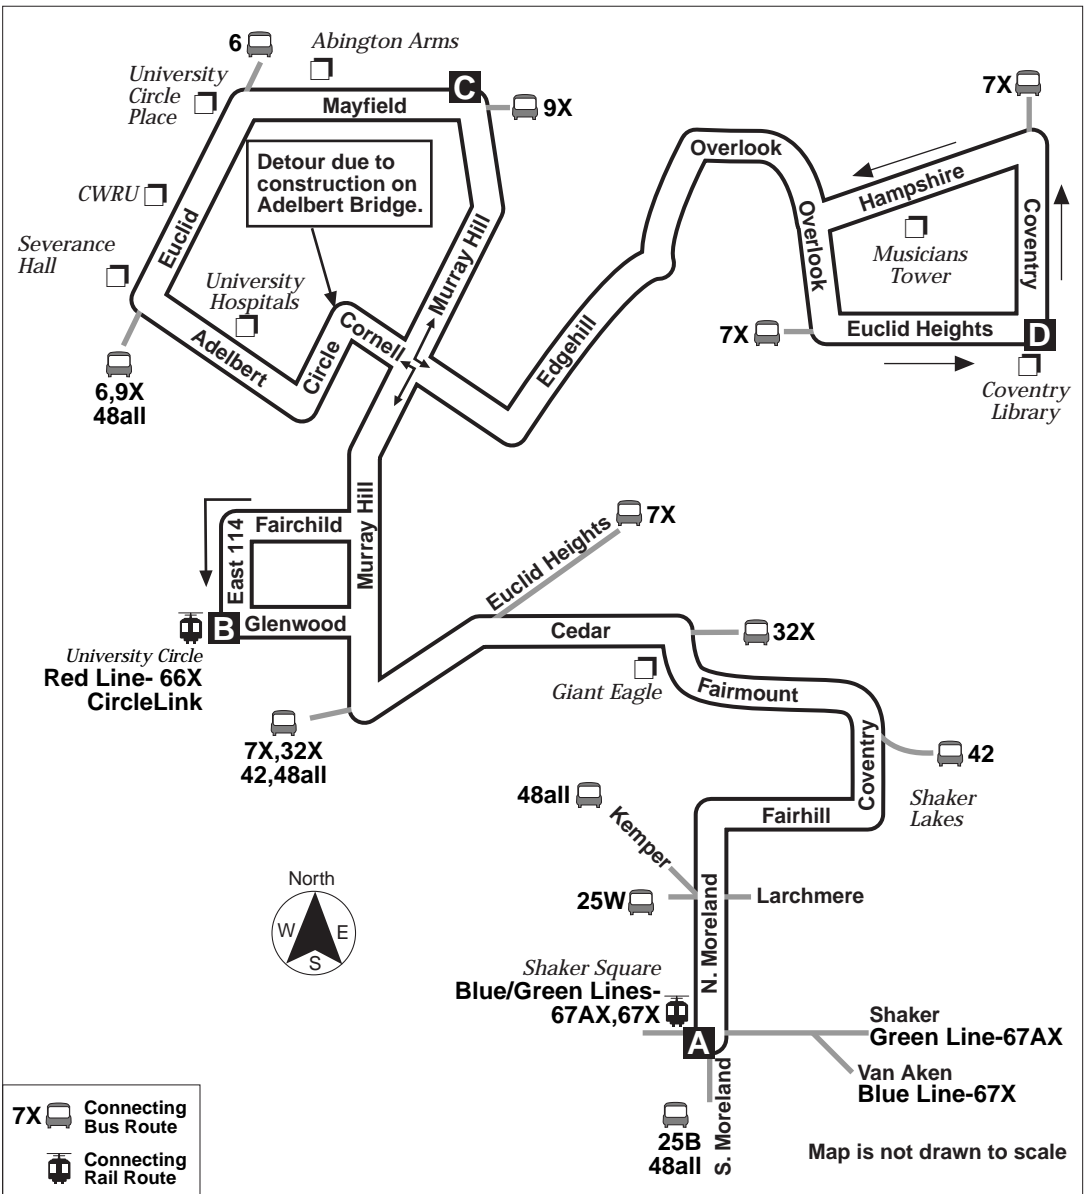 6
Abington Arms
University
Circle
Place
C
Mayfield
9X
7X
Detour due to
construction on
Adelbert Bridge.
Overlook
Hampshire
CWRU
Euclid
Murray Hill
Overlook
Coventry
Musicians
Tower
Severance
Hall
University
Hospitals
Cornell
Circle
Adelbert
Edgehill
7X
Euclid Heights
D
Coventry
Library
6,9X
48all
Fairchild
East 114
Murray Hill
Euclid Heights
7X
B
Glenwood
University Circle
Red Line- 66X
CircleLink
Cedar
32X
Giant Eagle
Fairmount
7X,32X
42,48all
Coventry
42
48all
Kemper
Fairhill
Shaker
Lakes
North
W
E
S
25W
Larchmere
N. Moreland
Shaker Square
Blue/Green Lines-
67AX,67X
A
Shaker
Green Line-67AX
Van Aken
Blue Line-67X
S. Moreland
25B
48all
7X
Connecting
Bus Route
Connecting
Rail Route
Map is not drawn to scale